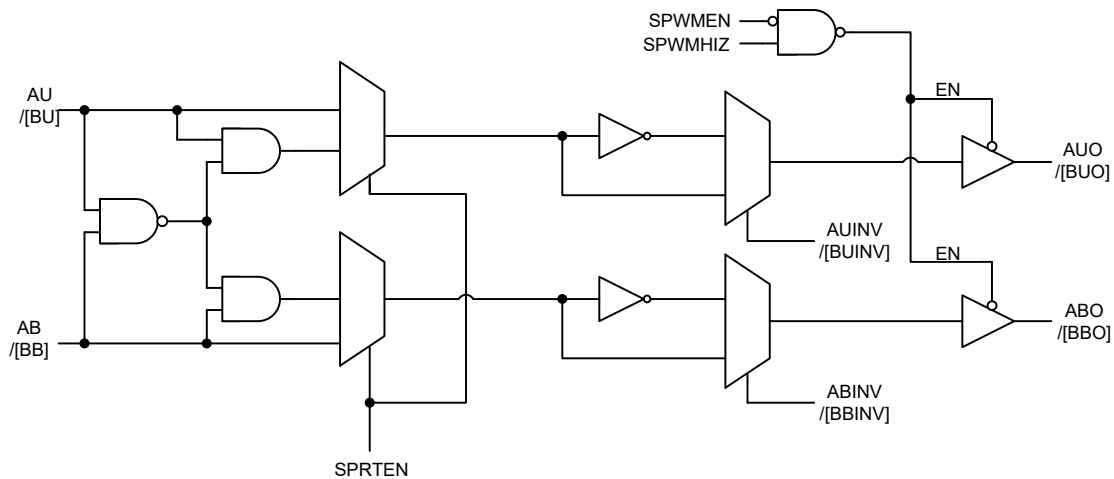 SPWMEN
SPWMHIZ
AU
/[BU]
EN
AUO
/[BUO]
AUINV
/[BUINV]
EN
AB
/[BB]
ABO
/[BBO]
ABINV
/[BBINV]
SPRTEN